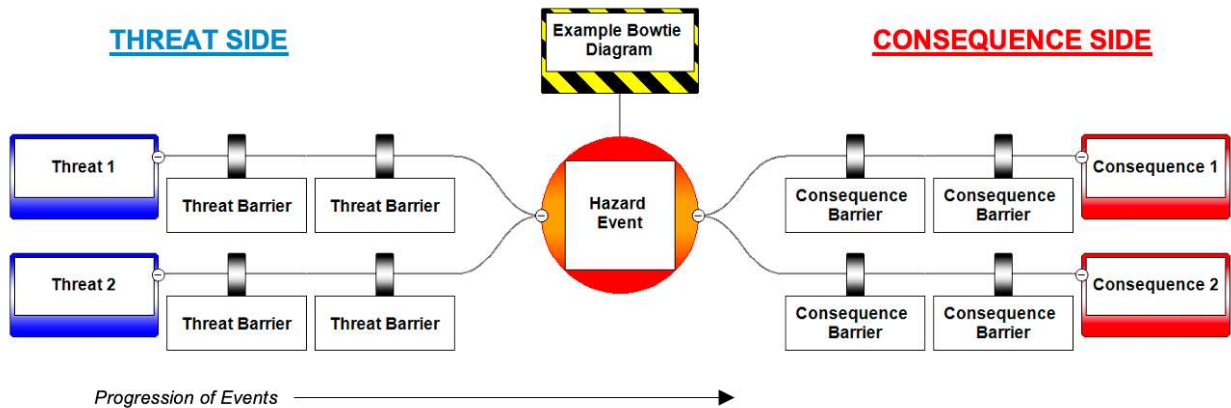 THREAT SIDE
Example Bowtie
Diagram
CONSEQUENCE SIDE
Threat 1
Threat Barrier
Threat Barrier
Hazard
Event
Consequence
Barrier
Consequence
Barrier
Consequence 1
Threat 2
Threat Barrier
Threat Barrier
Consequence
Barrier
Consequence
Barrier
Consequence 2
Progression of Events